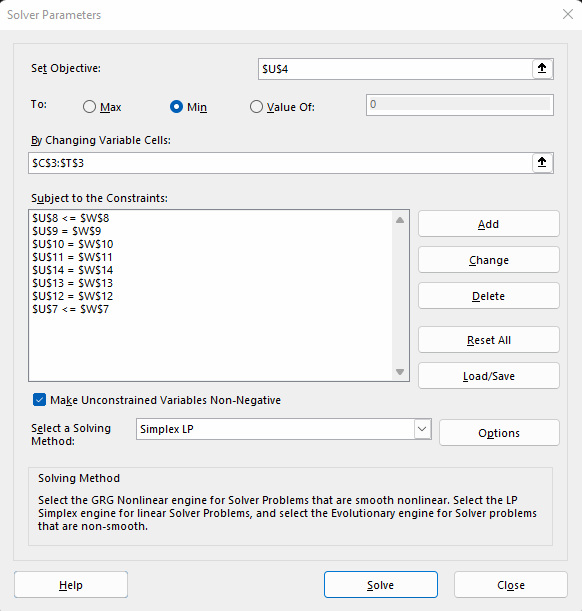 Solver Parameters
Set Objective:
$U$4
To:
Max
Min
Value Of:
0
By Changing Variable Cells:
$C$3:$T$3
Subject to the Constraints:
$U$8 <= $W$8
$U$9 = $W$9
$U$10 = $W$10
$U$11 = $W$11
$U$14 = $W$14
$U$13 = $W$13
$U$12 = $W$12
$U$7 <= $W$7
Add
Change
Delete
Reset All
Load/Save
Make Unconstrained Variables Non-Negative
Select a Solving
Method:
Simplex LP
Options
Solving Method
Select the GRG Nonlinear engine for Solver Problems that are smooth nonlinear. Select the LP
Simplex engine for linear Solver Problems, and select the Evolutionary engine for Solver problems
that are non-smooth.
Help
Solve
Close